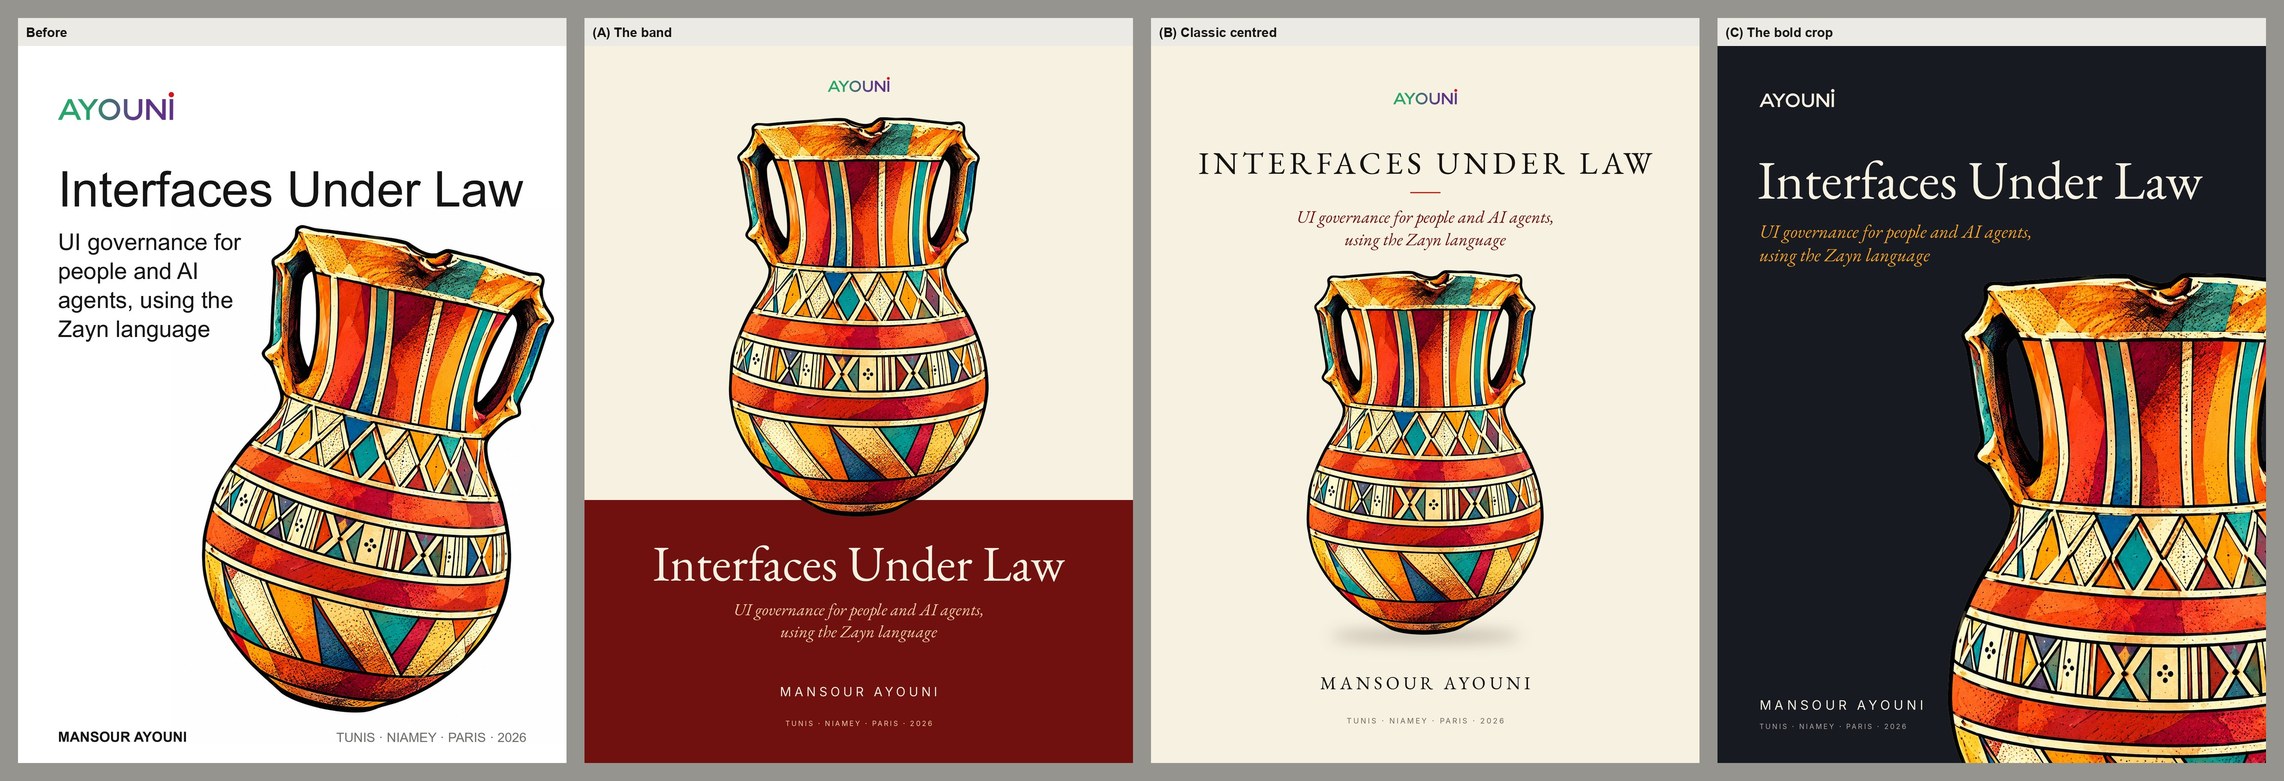 Before
AYOUNi
Interfaces Under Law
UI governance for
people and AI
agents, using the
Zayn language
MANSOUR AYOUNI
TUNIS · NIAMEY · PARIS · 2026
(A) The band
AYOUNi
Interfaces Under Law
UI governance for people and AI agents,
using the Zayn language
MANSOUR AYOUNI
TUNIS · NIAMEY · PARIS · 2026
(B) Classic centred
AYOUNi
INTERFACES UNDER LAW
UI governance for people and AI agents,
using the Zayn language
MANSOUR AYOUNI
TUNIS · NIAMEY · PARIS · 2026
(C) The bold crop
AYOUNi
Interfaces Under Law
UI governance for people and AI agents,
using the Zayn language
MANSOUR AYOUNI
TUNIS · NIAMEY · PARIS · 2026